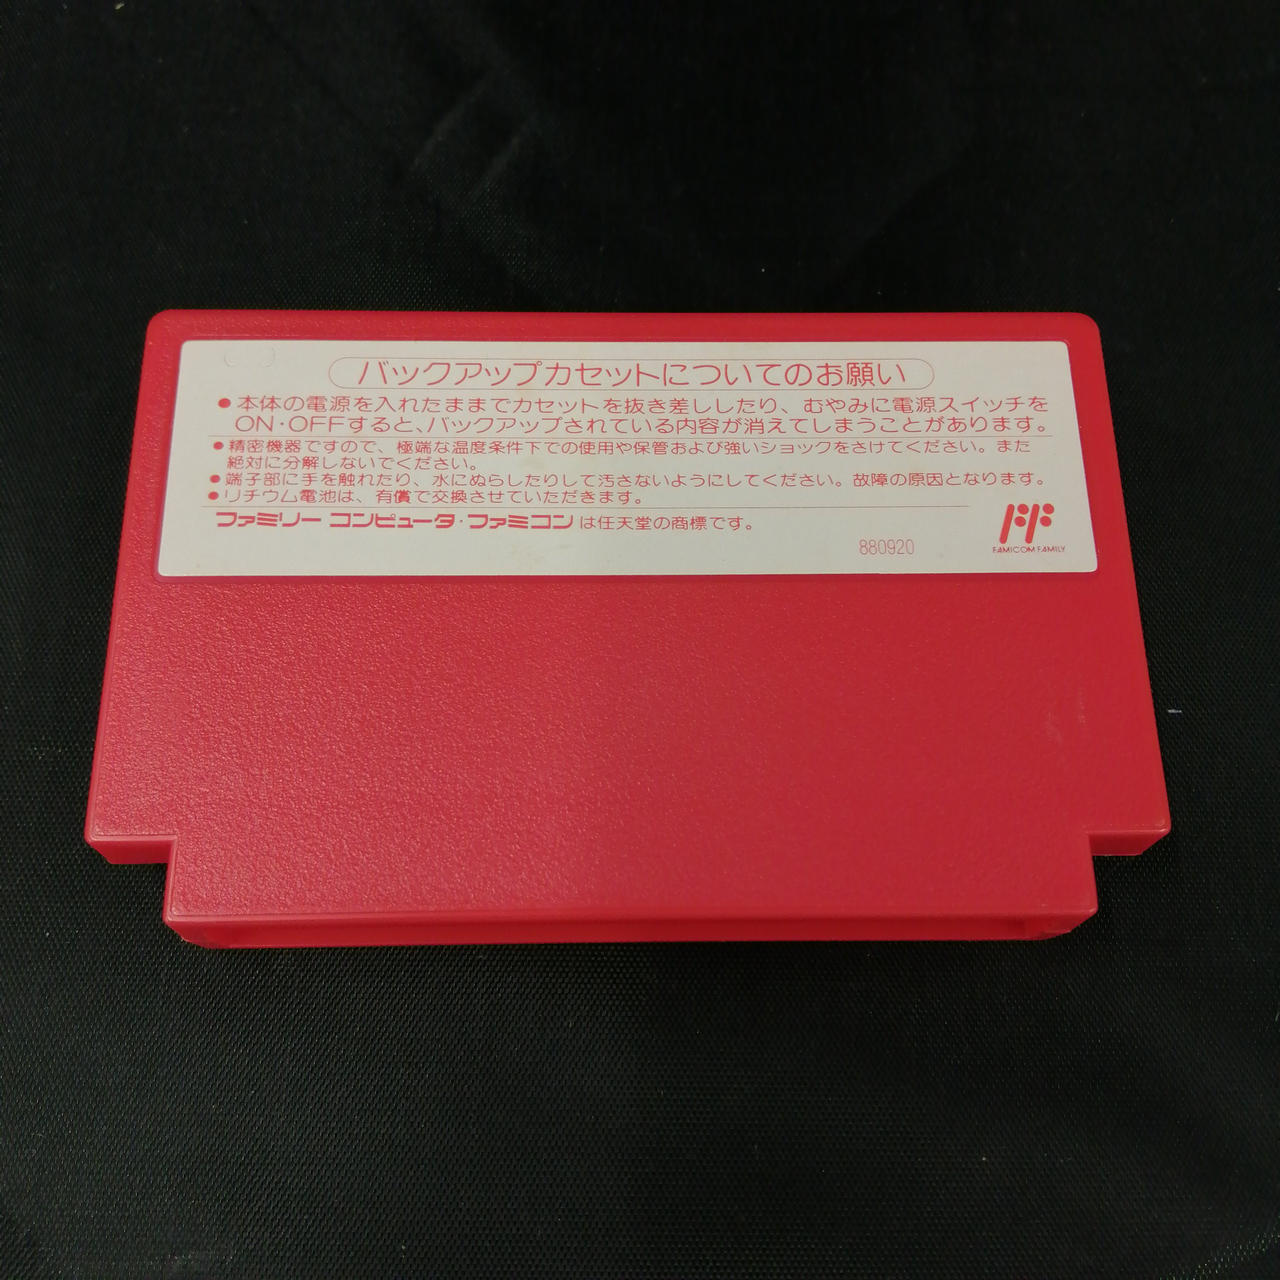 バックアップカセットについてのお願い
●本体の電源を入れたままでカセットを抜き差ししたり、むやみに電源スイッチを
ON・OFFすると、バックアップされている内容が消えてしまうことがあります。
●精密機器ですので、極端な温度条件下での使用や保管および強いショックをさけてください。また
絶対に分解しないでください。
●端子部に手を触れたり、水にぬらしたりして汚さないようにしてください。故障の原因となります。
●リチウム電池は、有償で交換させていただきます。
ファミリーコンピュータ・ファミコンは任天堂の商標です。
880920
FAMICOM FAMILY